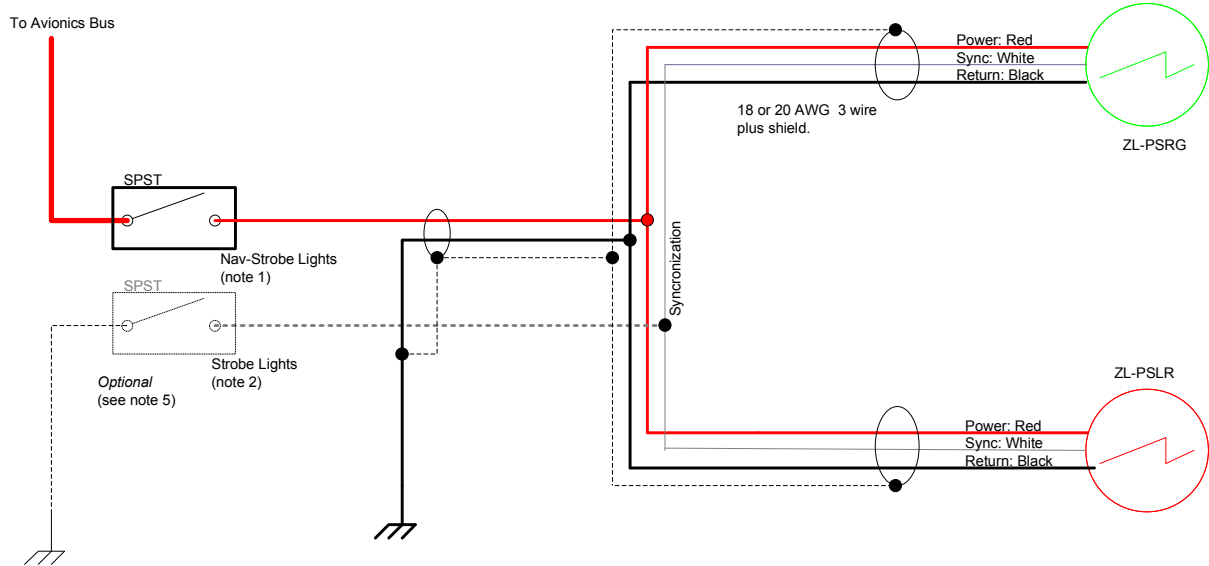 To Avionics Bus
Power: Red
Sync: White
Return: Black
18 or 20 AWG 3 wire
plus shield.
ZL-PSRG
SPST
Nav-Strobe Lights
(note 1)
Syncronization
SPST
Strobe Lights
(note 2)
Optional
(see note 5)
ZL-PSLR
Power: Red
Sync: White
Return: Black